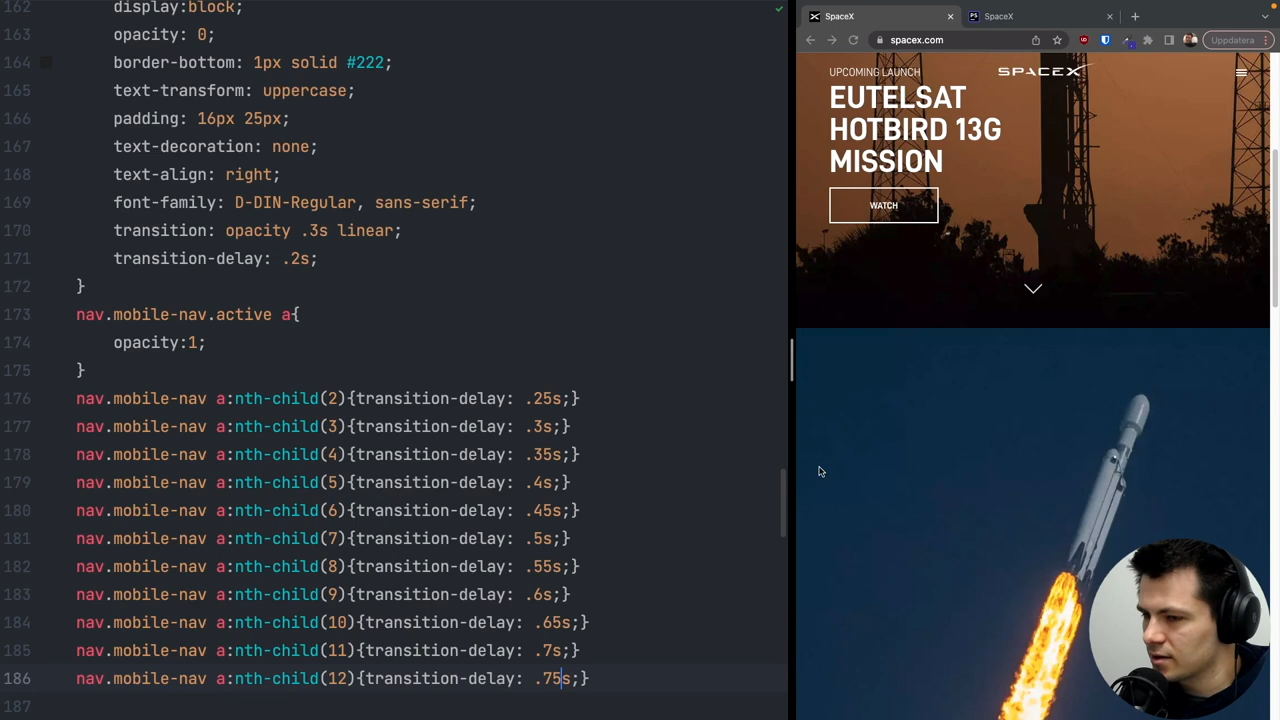 162 display:block;
163 opacity: 0;
164 border-bottom: 1px solid #222;
165 text-transform: uppercase;
166 padding: 16px 25px;
167 text-decoration: none;
168 text-align: right;
169 font-family: D-DIN-Regular, sans-serif;
170 transition: opacity .3s linear;
171 transition-delay: .2s;
172 }
173 nav.mobile-nav.active a{
174 opacity:1;
175 }
176 nav.mobile-nav a:nth-child(2){transition-delay: .25s;}
177 nav.mobile-nav a:nth-child(3){transition-delay: .3s;}
178 nav.mobile-nav a:nth-child(4){transition-delay: .35s;}
179 nav.mobile-nav a:nth-child(5){transition-delay: .4s;}
180 nav.mobile-nav a:nth-child(6){transition-delay: .45s;}
181 nav.mobile-nav a:nth-child(7){transition-delay: .5s;}
182 nav.mobile-nav a:nth-child(8){transition-delay: .55s;}
183 nav.mobile-nav a:nth-child(9){transition-delay: .6s;}
184 nav.mobile-nav a:nth-child(10){transition-delay: .65s;}
185 nav.mobile-nav a:nth-child(11){transition-delay: .7s;}
186 nav.mobile-nav a:nth-child(12){transition-delay: .75s;}
187
SpaceX
PS SpaceX
spacex.com
Uppdatera
UPCOMING LAUNCH
SPACEX
EUTELSAT
HOTBIRD 13G
MISSION
WATCH